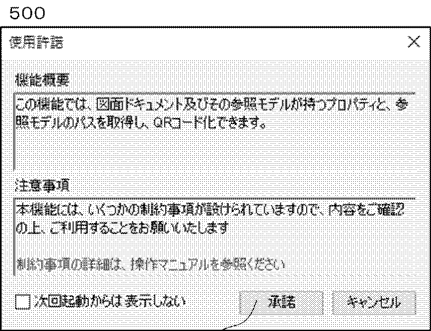 500
使用許諾
機能概要
この機能では、図面ドキュメント及びその参照モデルが持つプロパティと、参
照モデルのパスを取得し、QRコード化できます。
注意事項
本機能には、いくつかの制約事項が設けられていますので、内容をご確認
の上、ご利用することをお願いいたします
制約事項の詳細は、操作マニュアルを参照ください
次回起動からは表示しない 承諾 キャンセル